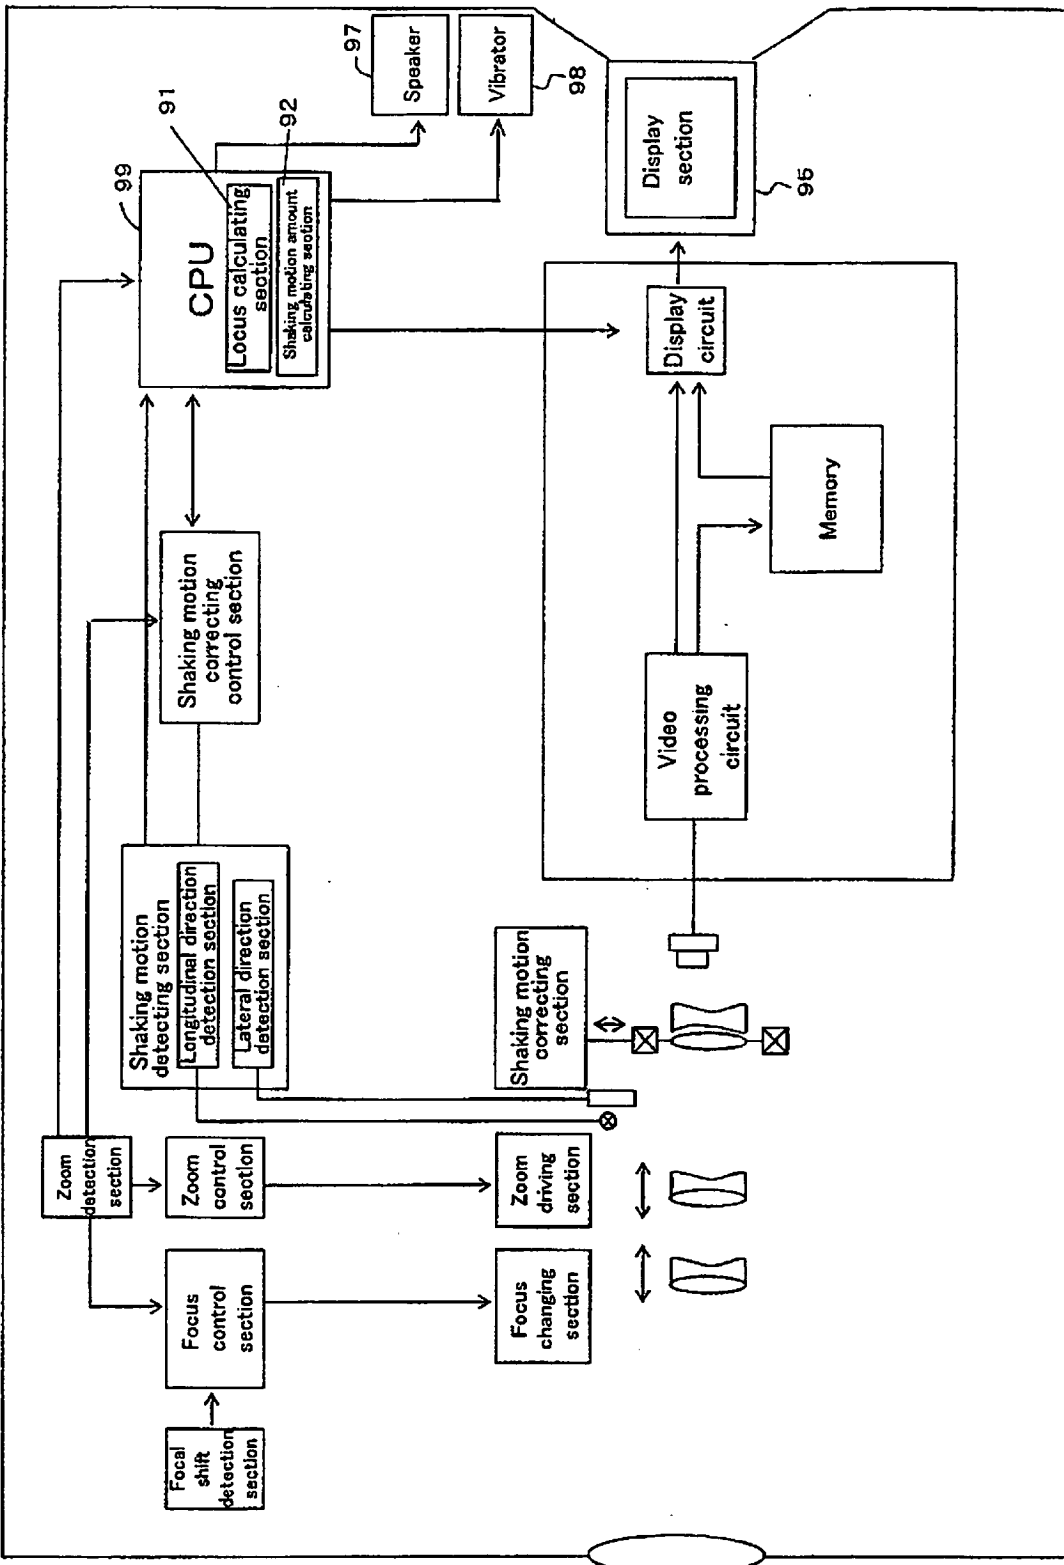 Focal
shift
detection
section
Focus
control
section
Zoom
detection
section
Zoom
control
section
Shaking motion
detecting section
Longitudinal direction
detection section
Lateral direction
detection section
Shaking motion
correcting
control section
99
CPU
91
Locus calculating
section
92
Shaking motion amount
calculating section
97
Speaker
Vibrator
98
Focus
changing
section
Zoom
driving
section
Shaking motion
correcting
section
Video
processing
circuit
Memory
Display
circuit
Display
section